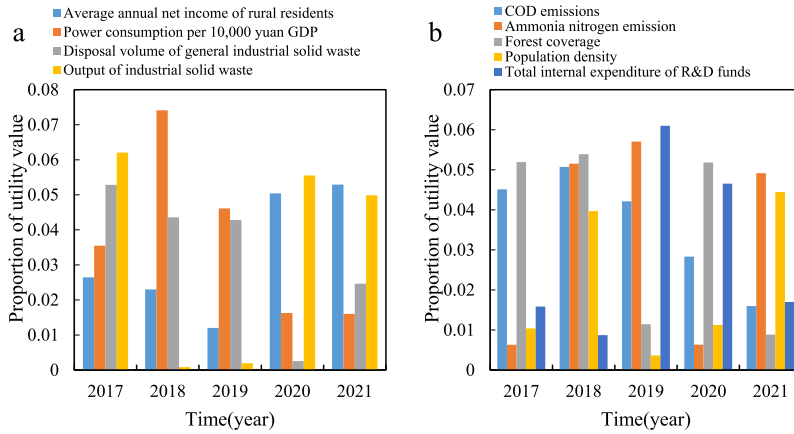 a
Average annual net income of rural residents
Power consumption per 10,000 yuan GDP
Disposal volume of general industrial solid waste
Output of industrial solid waste
Proportion of utility value
0.08
0.07
0.06
0.05
0.04
0.03
0.02
0.01
0
2017 2018 2019 2020 2021
Time(year)
b
COD emissions
Ammonia nitrogen emission
Forest coverage
Population density
Total internal expenditure of R&D funds
Proportion of utility value
0.07
0.06
0.050
0.04
0.03
0.02
0.01
0
2017 2018 2019 2020 2021
Time(year)